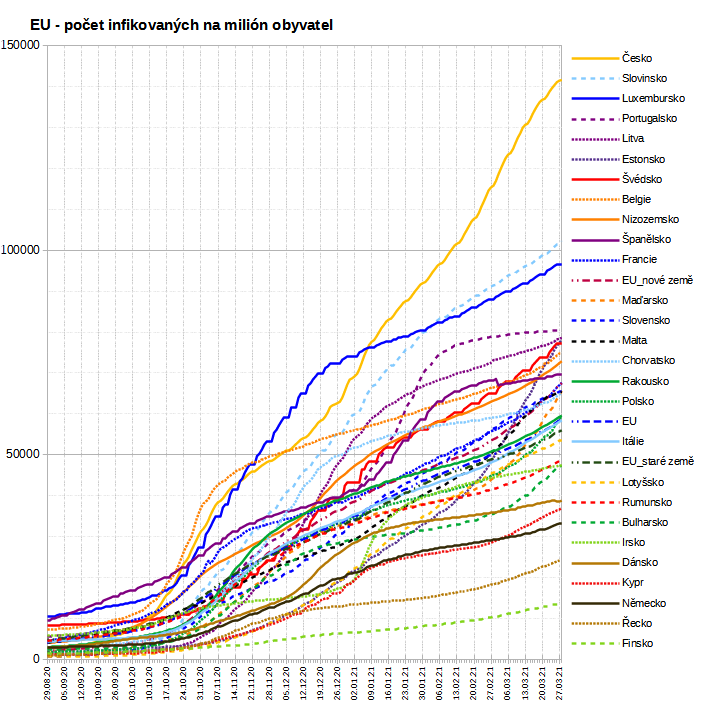 EU - počet infikovaných na milión obyvatel
150000
100000
50000
0
Česko
Slovinsko
Luxembursko
Portugalsko
Litva
Estonsko
Švédsko
Belgie
Nizozemsko
Španělsko
Francie
EU_nové země
Maďarsko
Slovensko
Malta
Chorvatsko
Rakousko
Polsko
EU
Itálie
EU_staré země
Lotyšsko
Rumunsko
Bulharsko
Irsko
Dánsko
Kypr
Německo
Řecko
Finsko
29.08.20
05.09.20
12.09.20
19.09.20
26.09.20
03.10.20
10.10.20
17.10.20
24.10.20
31.10.20
07.11.20
14.11.20
21.11.20
28.11.20
05.12.20
12.12.20
19.12.20
26.12.20
02.01.21
09.01.21
16.01.21
23.01.21
30.01.21
06.02.21
13.02.21
20.02.21
27.02.21
06.03.21
13.03.21
20.03.21
27.03.21